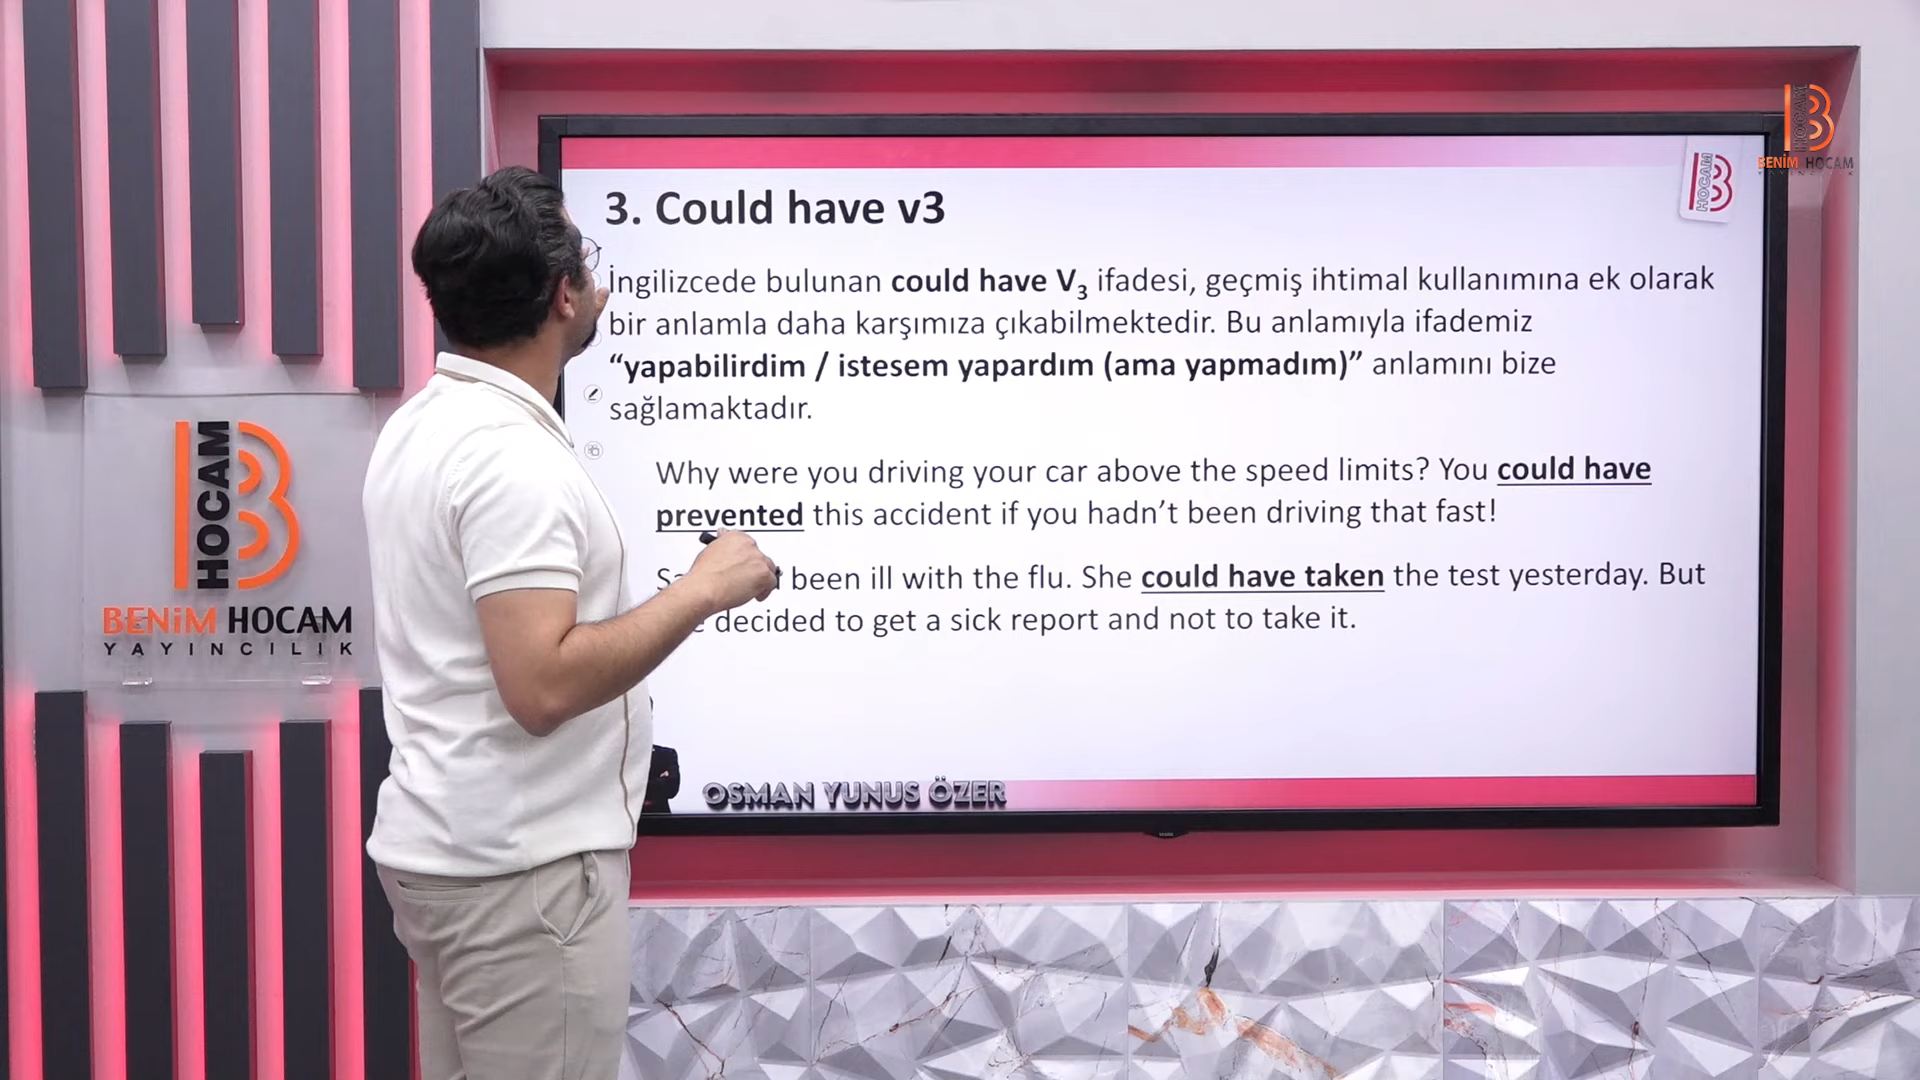 BENİM HOCAM
YAYINCILIK
HOCAM
3. Could have v3
HOCAM
İngilizcede bulunan could have V3 ifadesi, geçmiş ihtimal kullanımına ek olarak
bir anlamla daha karşımıza çıkabilmektedir. Bu anlamıyla ifademiz
“yapabilirdim / istesem yapardım (ama yapmadım)” anlamını bize
sağlamaktadır.
Why were you driving your car above the speed limits? You could have
prevented this accident if you hadn’t been driving that fast!
been ill with the flu. She could have taken the test yesterday. But
decided to get a sick report and not to take it.
OSMAN YUNUS ÖZER
HOCAM
BENiM HOCAM
YAYINCILIK